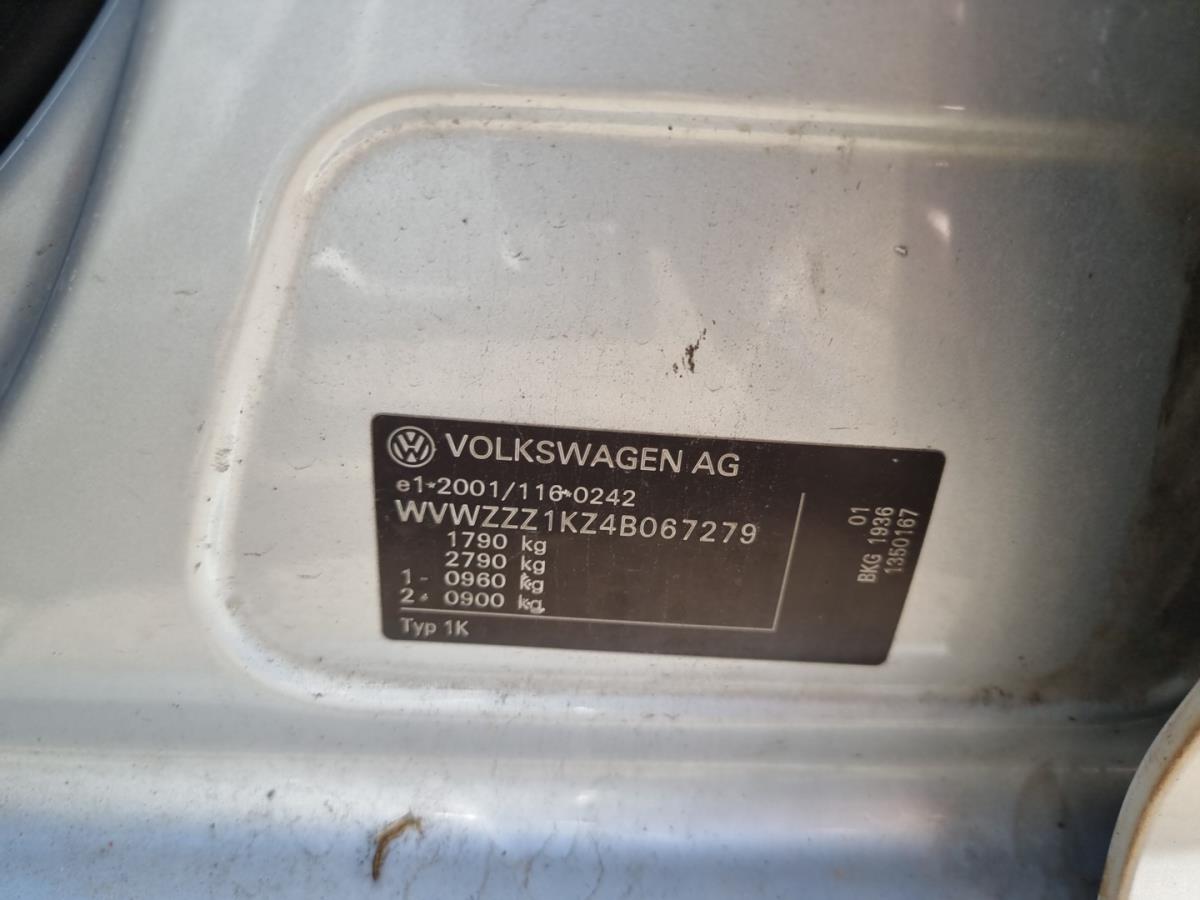 VOLKSWAGEN AG
e1*2001/116*0242
WVWZZZ1KZ4B067279
1790 kg
2790 kg
1- 0960 kg
2- 0900 kg
Typ 1K
01
BKG 1936
1350167